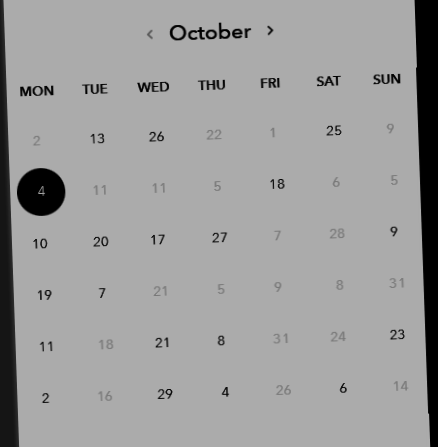 ‹ October ›
MON TUE WED THU FRI SAT SUN
2 13 26 22 1 25 9
4 11 11 5 18 6 5
10 20 17 27 7 28 9
19 7 21 5 9 8 31
11 18 21 8 31 24 23
2 16 29 4 26 6 14